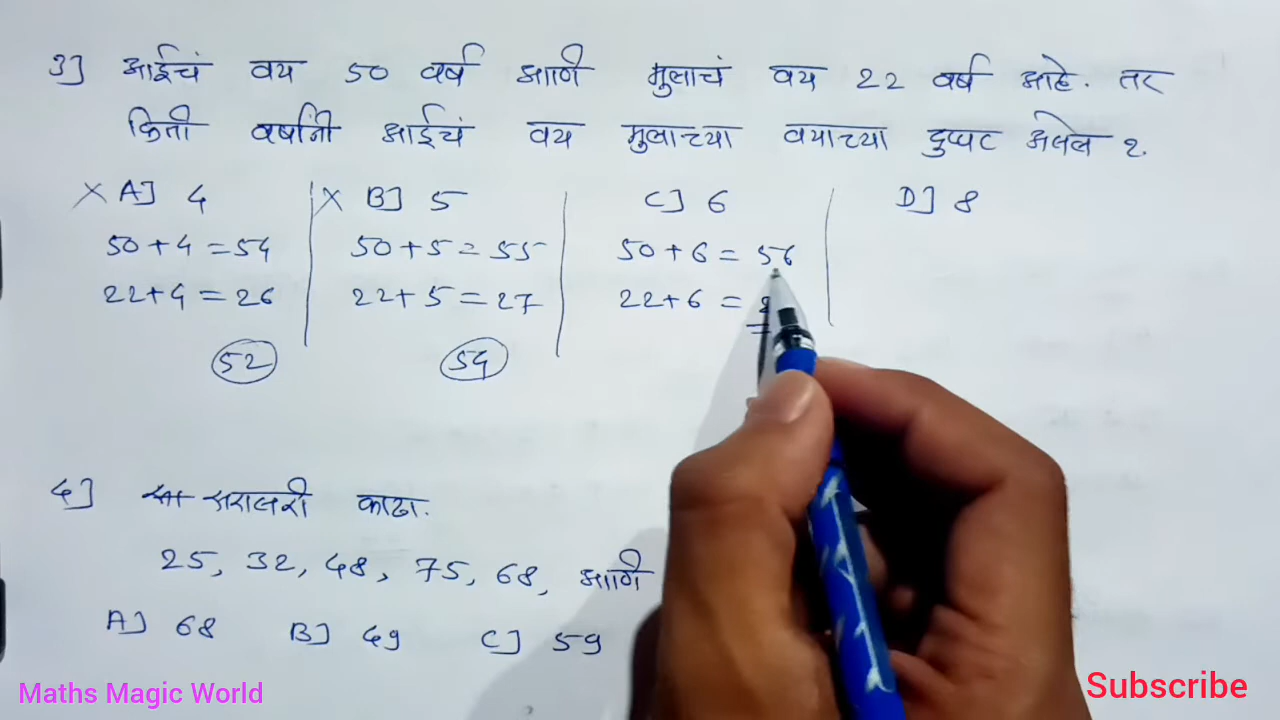 3] आईचं वय 50 वर्ष आणि मुलाचं वय 22 वर्ष आहे. तर
किती वर्षांनी आईचं वय मुलाच्या वयाच्या दुप्पट असेल ?.
X A] 4
50+4=54
22+4=26
52
X B] 5
50+5=55
22+5=27
54
C] 6
50+6=56
22+6=
D] 8
4] सरासरी काढा.
25, 32, 48, 75, 68, आणि
A] 68 B] 49 C] 59
Maths Magic World
Subscribe